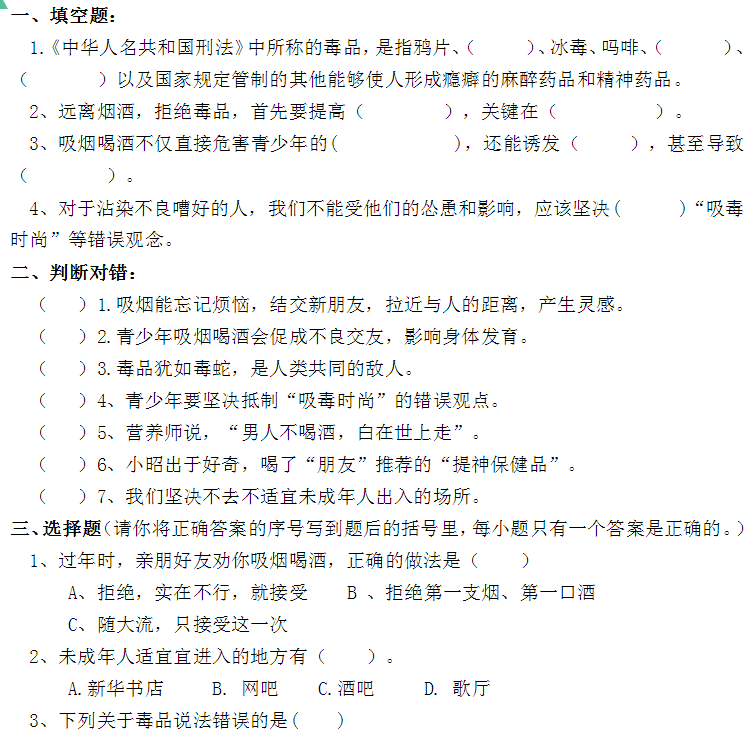 一、填空题：
1.《中华人名共和国刑法》中所称的毒品，是指鸦片、（ ）、冰毒、吗啡、（ ）、
（ ）以及国家规定管制的其他能够使人形成瘾癖的麻醉药品和精神药品。
2、远离烟酒，拒绝毒品，首先要提高（ ），关键在（ ）。
3、吸烟喝酒不仅直接危害青少年的( )，还能诱发（ ），甚至导致
（ ）。
4、对于沾染不良嘈好的人，我们不能受他们的怂恿和影响，应该坚决( )“吸毒
时尚”等错误观念。
二、判断对错：
（ ）1.吸烟能忘记烦恼，结交新朋友，拉近与人的距离，产生灵感。
（ ）2.青少年吸烟喝酒会促成不良交友，影响身体发育。
（ ）3.毒品犹如毒蛇，是人类共同的敌人。
（ ）4、青少年要坚决抵制“吸毒时尚”的错误观点。
（ ）5、营养师说，“男人不喝酒，白在世上走”。
（ ）6、小昭出于好奇，喝了“朋友”推荐的“提神保健品”。
（ ）7、我们坚决不去不适宜未成年人出入的场所。
三、选择题（请你将正确答案的序号写到题后的括号里，每小题只有一个答案是正确的。）
1、过年时，亲朋好友劝你吸烟喝酒，正确的做法是（ ）
A、拒绝，实在不行，就接受 B 、拒绝第一支烟、第一口酒
C、随大流，只接受这一次
2、未成年人适宜宜进入的地方有（ ）。
A.新华书店 B. 网吧 C.酒吧 D. 歌厅
3、下列关于毒品说法错误的是( )